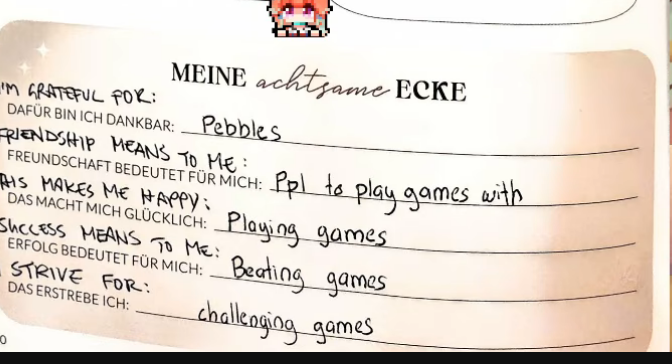 MEINE achtsame ECKE
I'M GRATEFUL FOR:
DAFÜR BIN ICH DANKBAR: Pebbles
FRIENDSHIP MEANS TO ME:
FREUNDSCHAFT BEDEUTET FÜR MICH: Ppl to play games with
THIS MAKES ME HAPPY:
DAS MACHT MICH GLÜCKLICH: Playing games
SUCCESS MEANS TO ME:
ERFOLG BEDEUTET FÜR MICH: Beating games
I STRIVE FOR:
DAS ERSTREBE ICH: challenging games
0